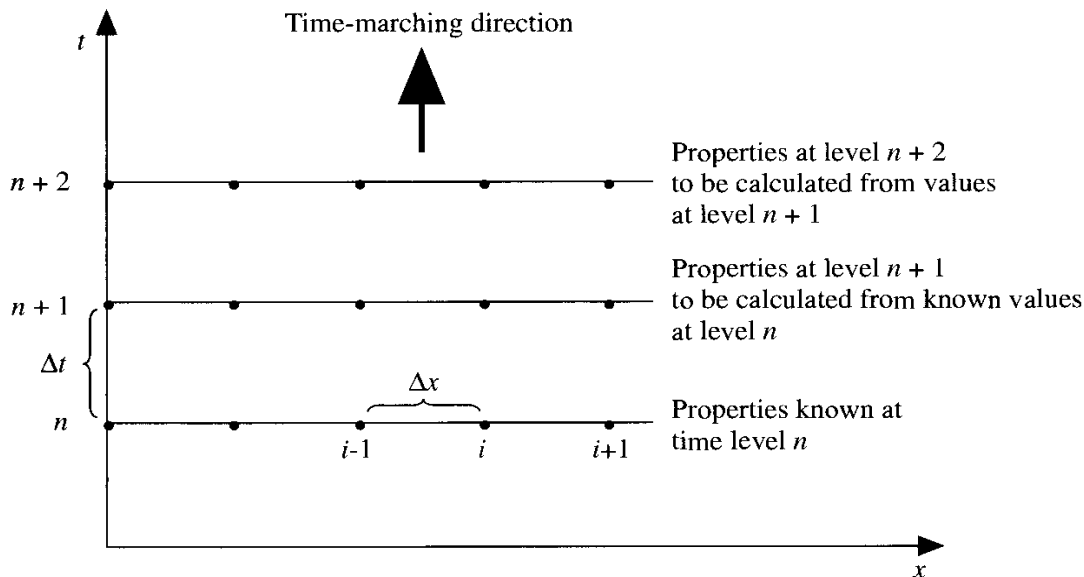 Time-marching direction
t
Properties at level n + 2
to be calculated from values
at level n + 1
n + 2
Properties at level n + 1
to be calculated from known values
at level n
n + 1
Δt
Δx
Properties known at
time level n
n
i-1 i i+1
x